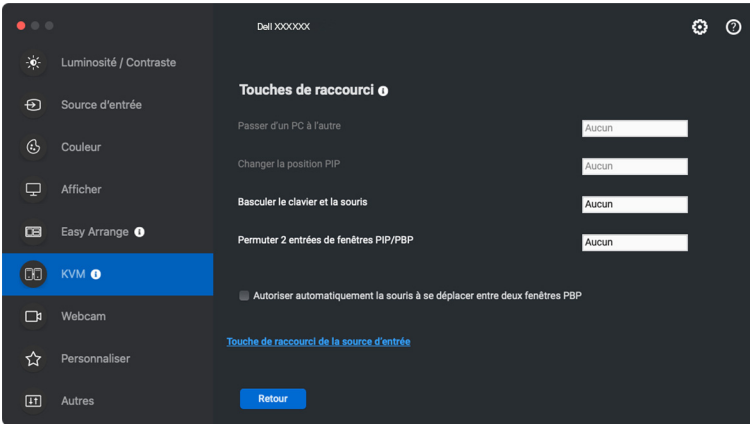 Dell XXXXXX
Luminosité / Contraste
Source d'entrée
Couleur
Afficher
Easy Arrange
KVM
Webcam
Personnaliser
Autres
Touches de raccourci
Passer d'un PC à l'autre
Aucun
Changer la position PIP
Aucun
Basculer le clavier et la souris
Aucun
Permuter 2 entrées de fenêtres PIP/PBP
Aucun
Autoriser automatiquement la souris à se déplacer entre deux fenêtres PBP
Touche de raccourci de la source d'entrée
Retour